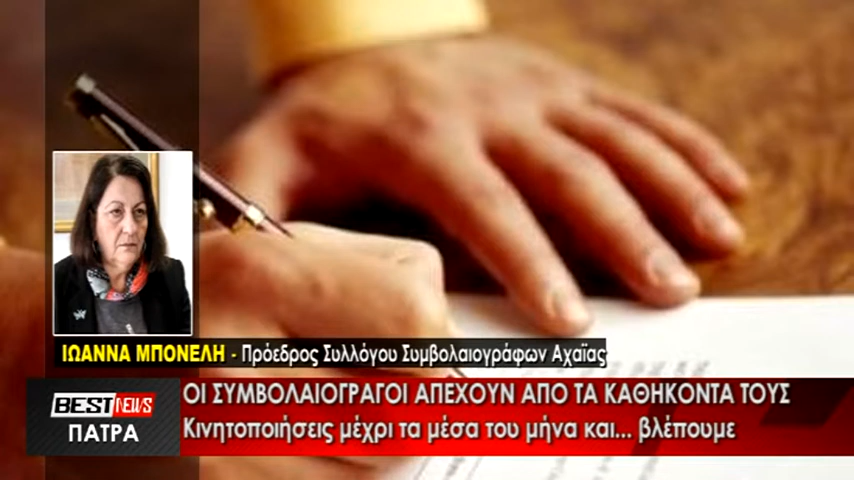 ΙΩΑΝΝΑ ΜΠΟΝΕΛΗ - Πρόεδρος Συλλόγου Συμβολαιογράφων Αχαΐας
BEST NEWS
ΠΑΤΡΑ
ΟΙ ΣΥΜΒΟΛΑΙΟΓΡΑΓΟΙ ΑΠΕΧΟΥΝ ΑΠΟ ΤΑ ΚΑΘΗΚΟΝΤΑ ΤΟΥΣ
Κινητοποιήσεις μέχρι τα μέσα του μήνα και... βλέπουμε